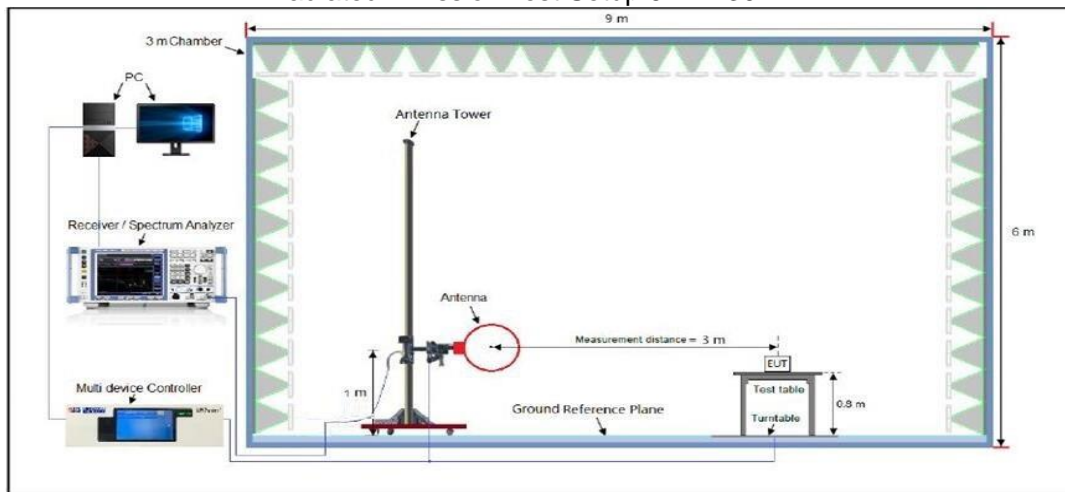 9 m
3 m Chamber
PC
Antenna Tower
Receiver / Spectrum Analyzer
6 m
Antenna
Measurement distance = 3 m
EUT
Multi device Controller
1 m
Test table
0.8 m
Ground Reference Plane
Turntable